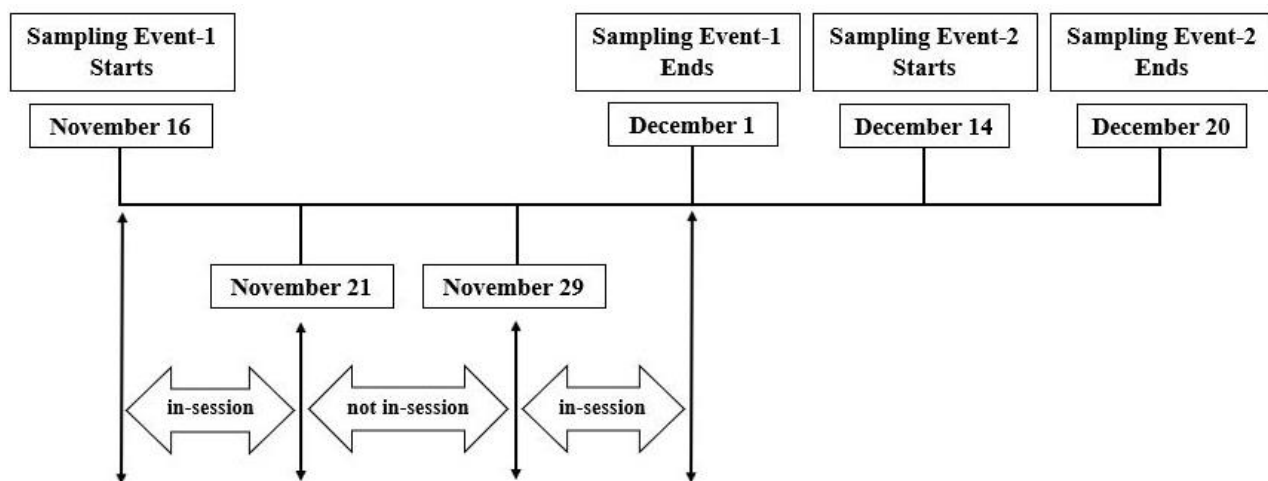 Sampling Event-1
Starts
Sampling Event-1
Ends
Sampling Event-2
Starts
Sampling Event-2
Ends
November 16
December 1
December 14
December 20
November 21
November 29
in-session
not in-session
in-session